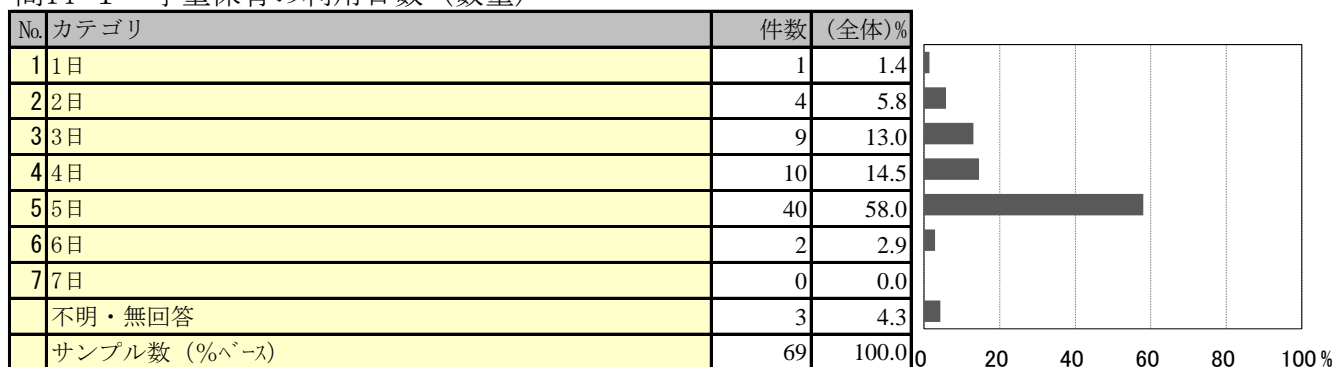 No. カテゴリ 件数 (全体)%
1 1日 1 1.4
2 2日 4 5.8
3 3日 9 13.0
4 4日 10 14.5
5 5日 40 58.0
6 6日 2 2.9
7 7日 0 0.0
不明・無回答 3 4.3
サンプル数（％ﾍﾞｰｽ） 69 100.0
0 20 40 60 80 100%